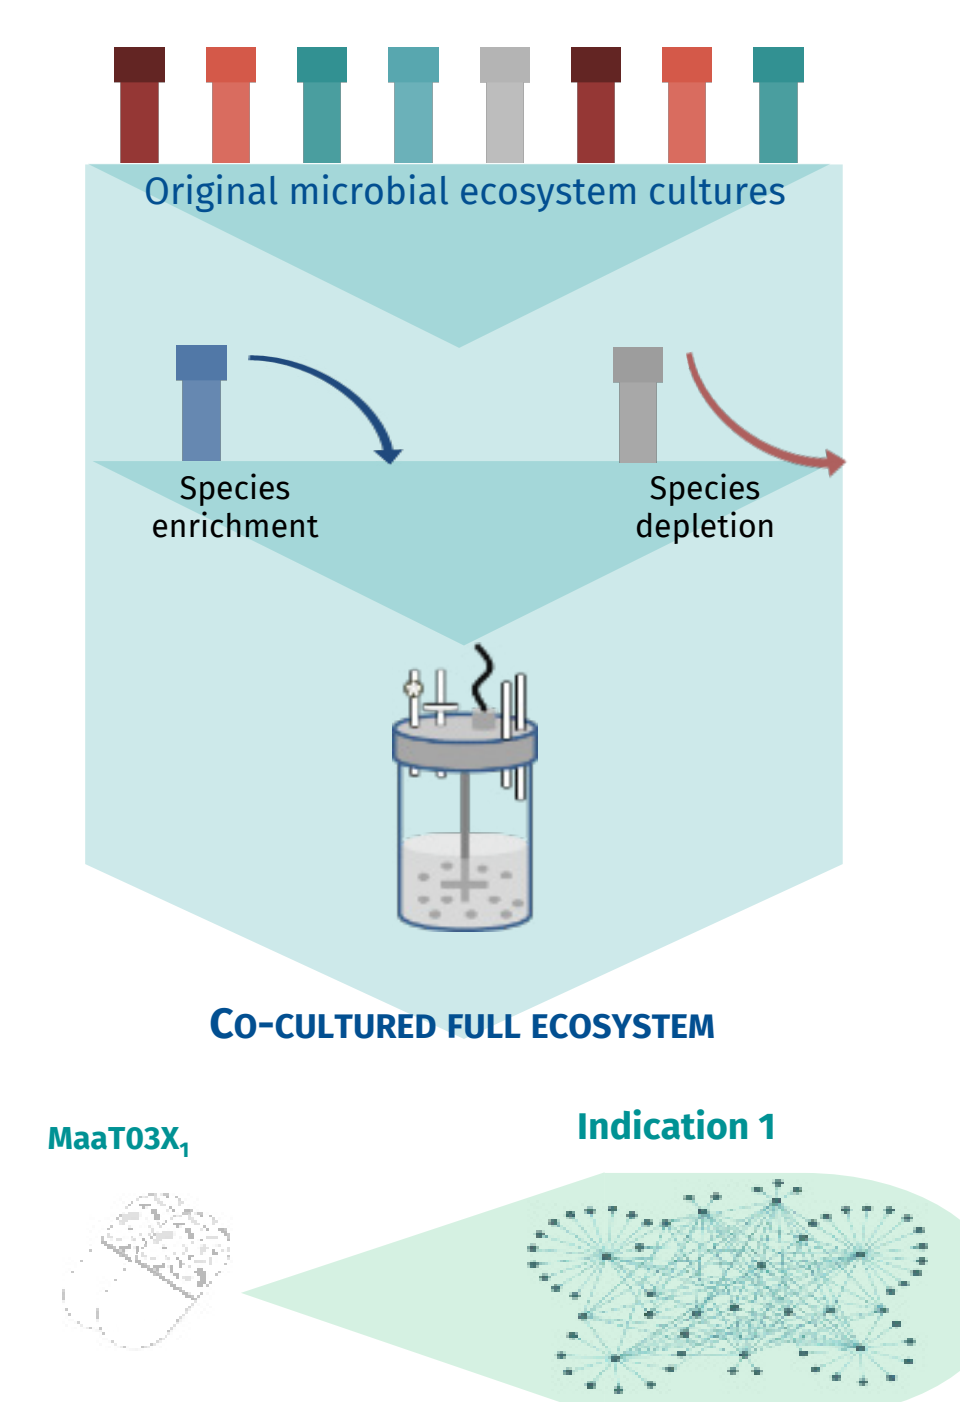 Original microbial ecosystem cultures
Species
enrichment
Species
depletion
CO-CULTURED FULL ECOSYSTEM
MaaT03X₁
Indication 1